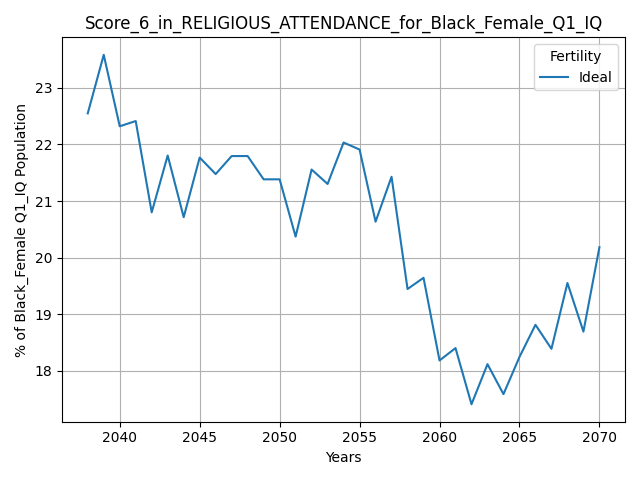 Score_6_in_RELIGIOUS_ATTENDANCE_for_Black_Female_Q1_IQ
Fertility
Ideal
% of Black_Female Q1_IQ Population
23
22
21
20
19
18
2040 2045 2050 2055 2060 2065 2070
Years